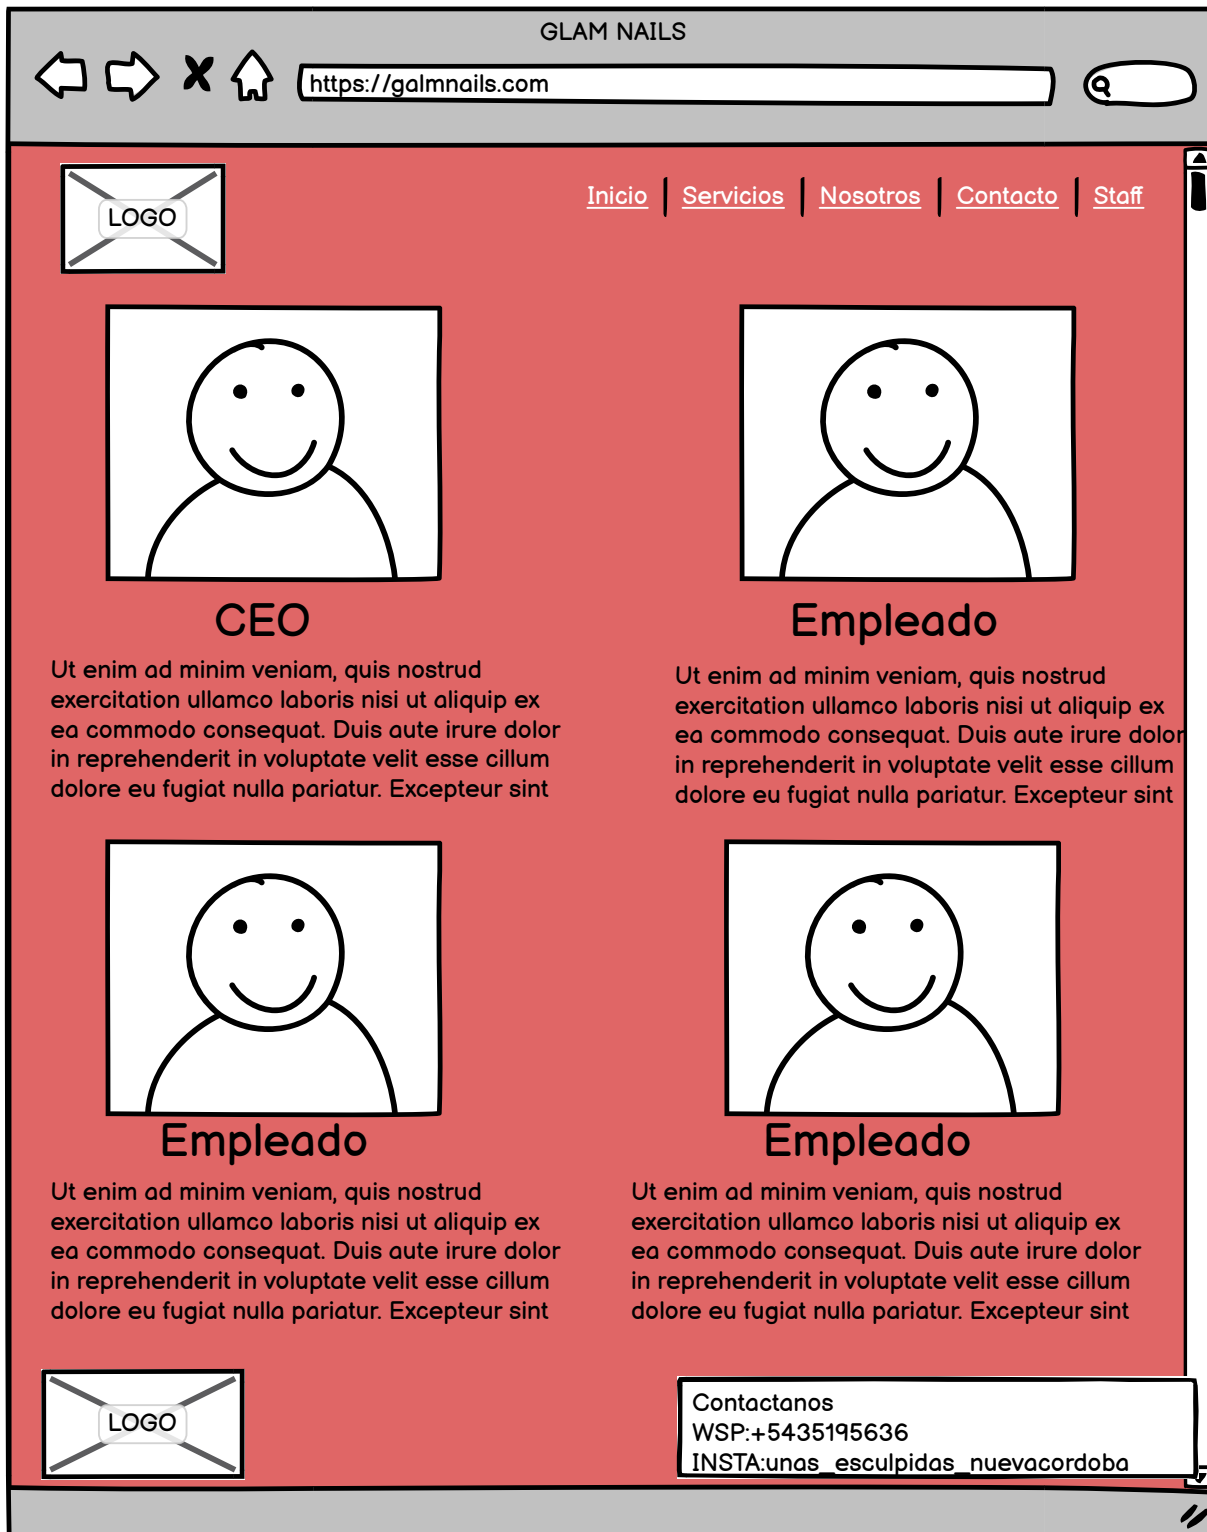 GLAM NAILS
https://galmnails.com
LOGO
Inicio Servicios Nosotros Contacto Staff
CEO
Ut enim ad minim veniam, quis nostrud
exercitation ullamco laboris nisi ut aliquip ex
ea commodo consequat. Duis aute irure dolor
in reprehenderit in voluptate velit esse cillum
dolore eu fugiat nulla pariatur. Excepteur sint
Empleado
Ut enim ad minim veniam, quis nostrud
exercitation ullamco laboris nisi ut aliquip ex
ea commodo consequat. Duis aute irure dolor
in reprehenderit in voluptate velit esse cillum
dolore eu fugiat nulla pariatur. Excepteur sint
Empleado
Ut enim ad minim veniam, quis nostrud
exercitation ullamco laboris nisi ut aliquip ex
ea commodo consequat. Duis aute irure dolor
in reprehenderit in voluptate velit esse cillum
dolore eu fugiat nulla pariatur. Excepteur sint
Empleado
Ut enim ad minim veniam, quis nostrud
exercitation ullamco laboris nisi ut aliquip ex
ea commodo consequat. Duis aute irure dolor
in reprehenderit in voluptate velit esse cillum
dolore eu fugiat nulla pariatur. Excepteur sint
LOGO
Contactanos
WSP:+5435195636
INSTA:unas_esculpidas_nuevacordoba